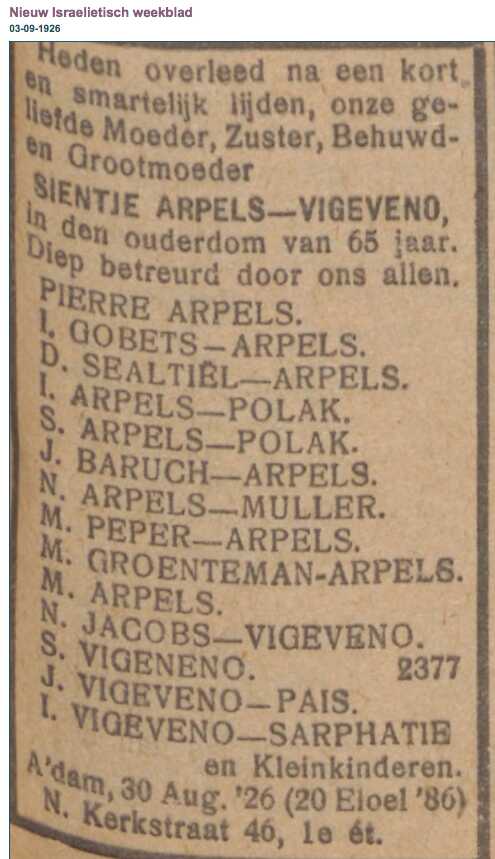 Nieuw Israelietisch weekblad
03-09-1926
Heden overleed na een kort
en smartelijk lijden, onze ge-
liefde Moeder, Zuster, Behuwd-
en Grootmoeder
SIENTJE ARPELS—VIGEVENO,
in den ouderdom van 65 jaar.
Diep betreurd door ons allen.
PIERRE ARPELS.
I. GOBETS—ARPELS.
D. SEALTIËL—ARPELS.
I. ARPELS—POLAK.
S. ARPELS—POLAK.
J. BARUCH—ARPELS.
N. ARPELS—MULLER.
M. PEPER—ARPELS.
M. GROENTEMAN-ARPELS.
M. ARPELS.
N. JACOBS—VIGEVENO.
S. VIGENENO. 2377
J. VIGEVENO—PAIS.
I. VIGEVENO—SARPHATIE
en Kleinkinderen.
A'dam, 30 Aug. '26 (20 Eloel '86)
N. Kerkstraat 46, 1e ét.